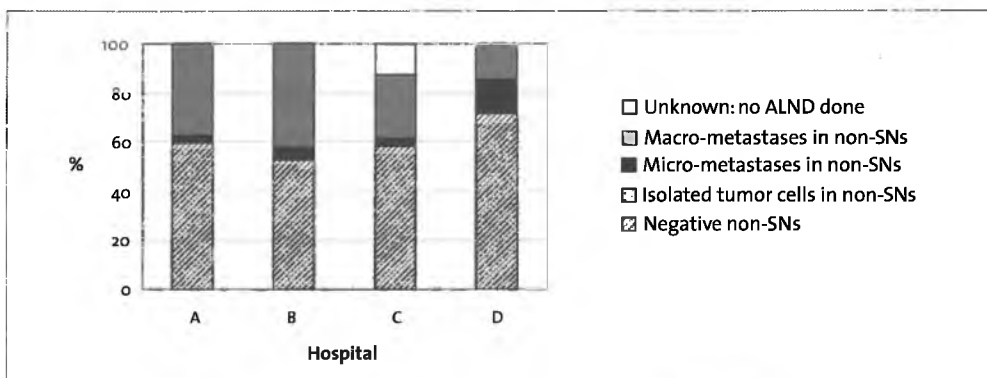 100
80
60
40
20
0
%
A B C D
Hospital
Unknown: no ALND done
Macro-metastases in non-SNs
Micro-metastases in non-SNs
Isolated tumor cells in non-SNs
Negative non-SNs